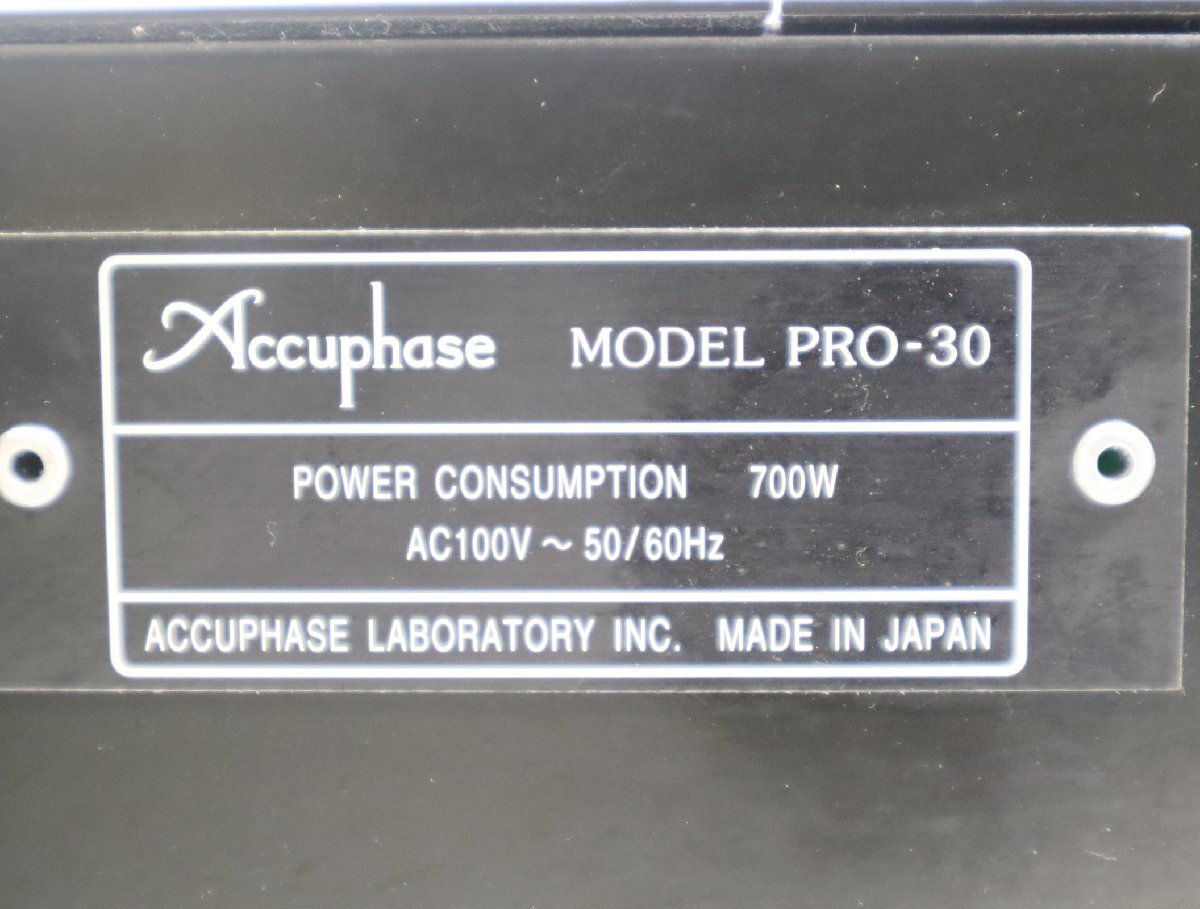 Accuphase MODEL PRO-30
POWER CONSUMPTION 700W
AC100V ~ 50/60Hz
ACCUPHASE LABORATORY INC. MADE IN JAPAN